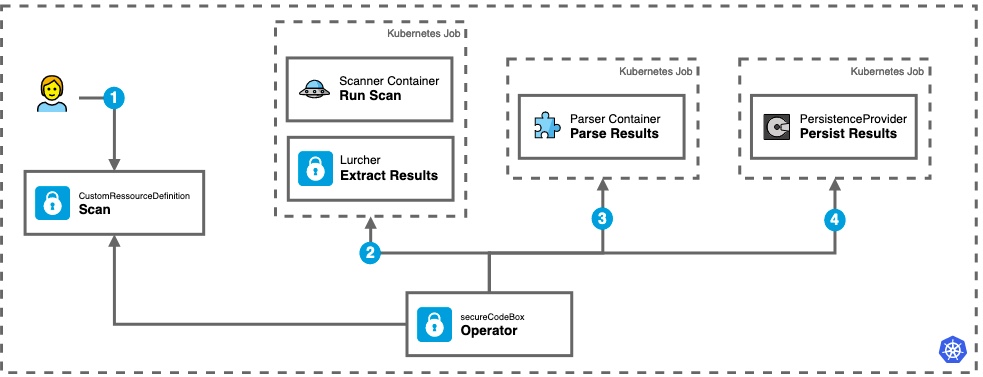 Kubernetes Job
Scanner Container
Run Scan
Lurcher
Extract Results
Kubernetes Job
Parser Container
Parse Results
Kubernetes Job
PersistenceProvider
Persist Results
1
CustomRessourceDefinition
Scan
2
3
4
secureCodeBox
Operator